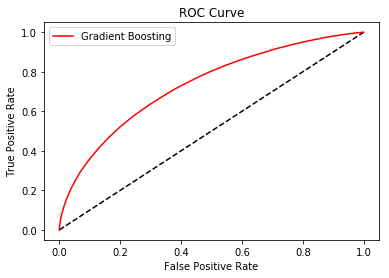 ROC Curve
Gradient Boosting
True Positive Rate
1.0
0.8
0.6
0.4
0.2
0.0
0.0 0.2 0.4 0.6 0.8 1.0
False Positive Rate